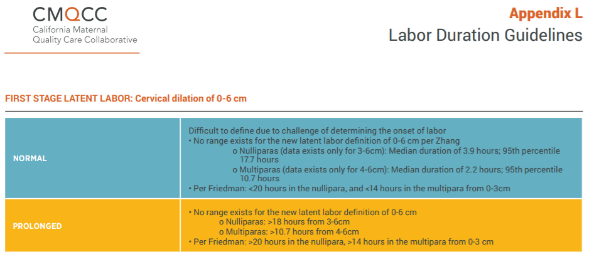 CMQCC
California Maternal
Quality Care Collaborative
Appendix L
Labor Duration Guidelines
FIRST STAGE LATENT LABOR: Cervical dilation of 0-6 cm
NORMAL
Difficult to define due to challenge of determining the onset of labor
• No range exists for the new latent labor definition of 0-6 cm per Zhang
o Nulliparas (data exists only for 3-6cm): Median duration of 3.9 hours; 95th percentile
17.7 hours
o Multiparas (data exists only for 4-6cm): Median duration of 2.2 hours; 95th percentile
10.7 hours
• Per Friedman: <20 hours in the nullipara, and <14 hours in the multipara from 0-3cm
PROLONGED
• No range exists for the new latent labor definition of 0-6 cm
o Nulliparas: >18 hours from 3-6cm
o Multiparas: >10.7 hours from 4-6cm
• Per Friedman: >20 hours in the nullipara, >14 hours in the multipara from 0-3 cm